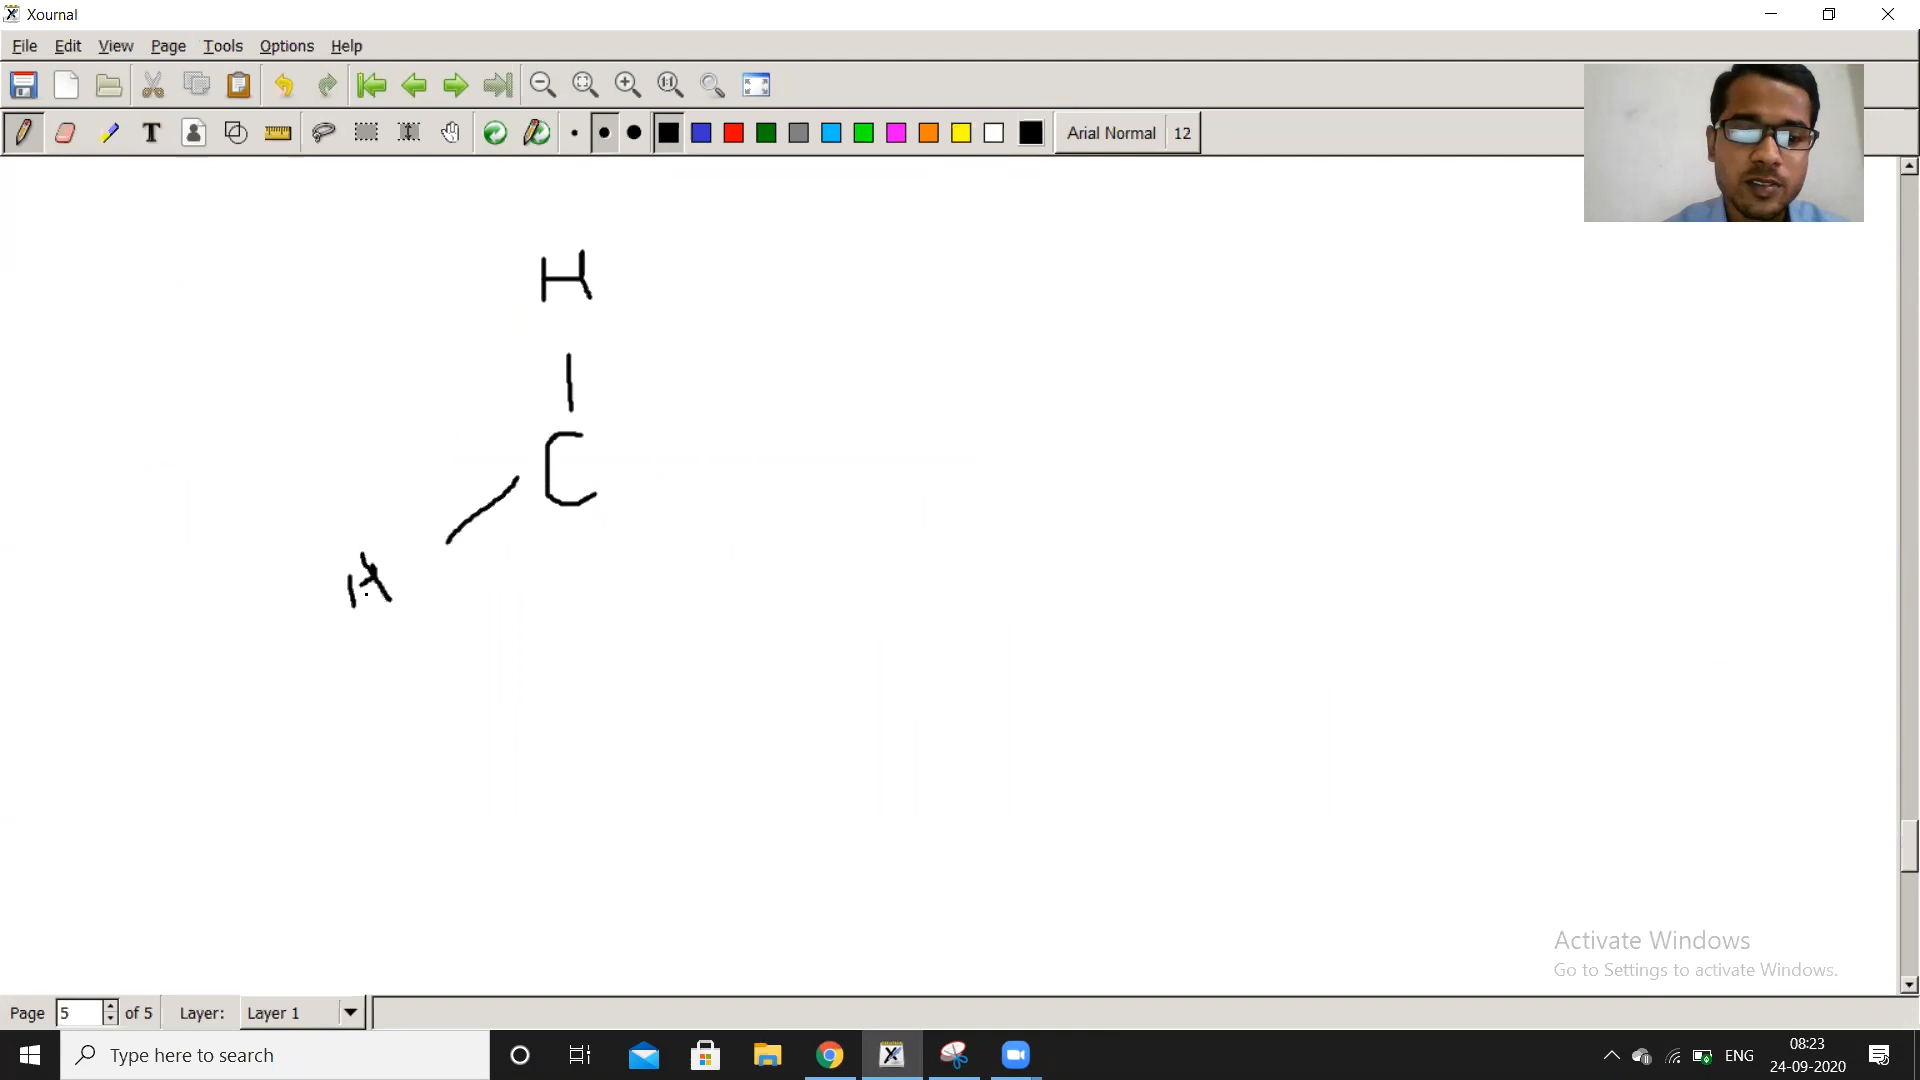 Xournal
File Edit View Page Tools Options Help
T Arial Normal 12
H
C
H
Activate Windows
Go to Settings to activate Windows.
Page 5 of 5 Layer: Layer 1
Type here to search
ENG
08:23
24-09-2020